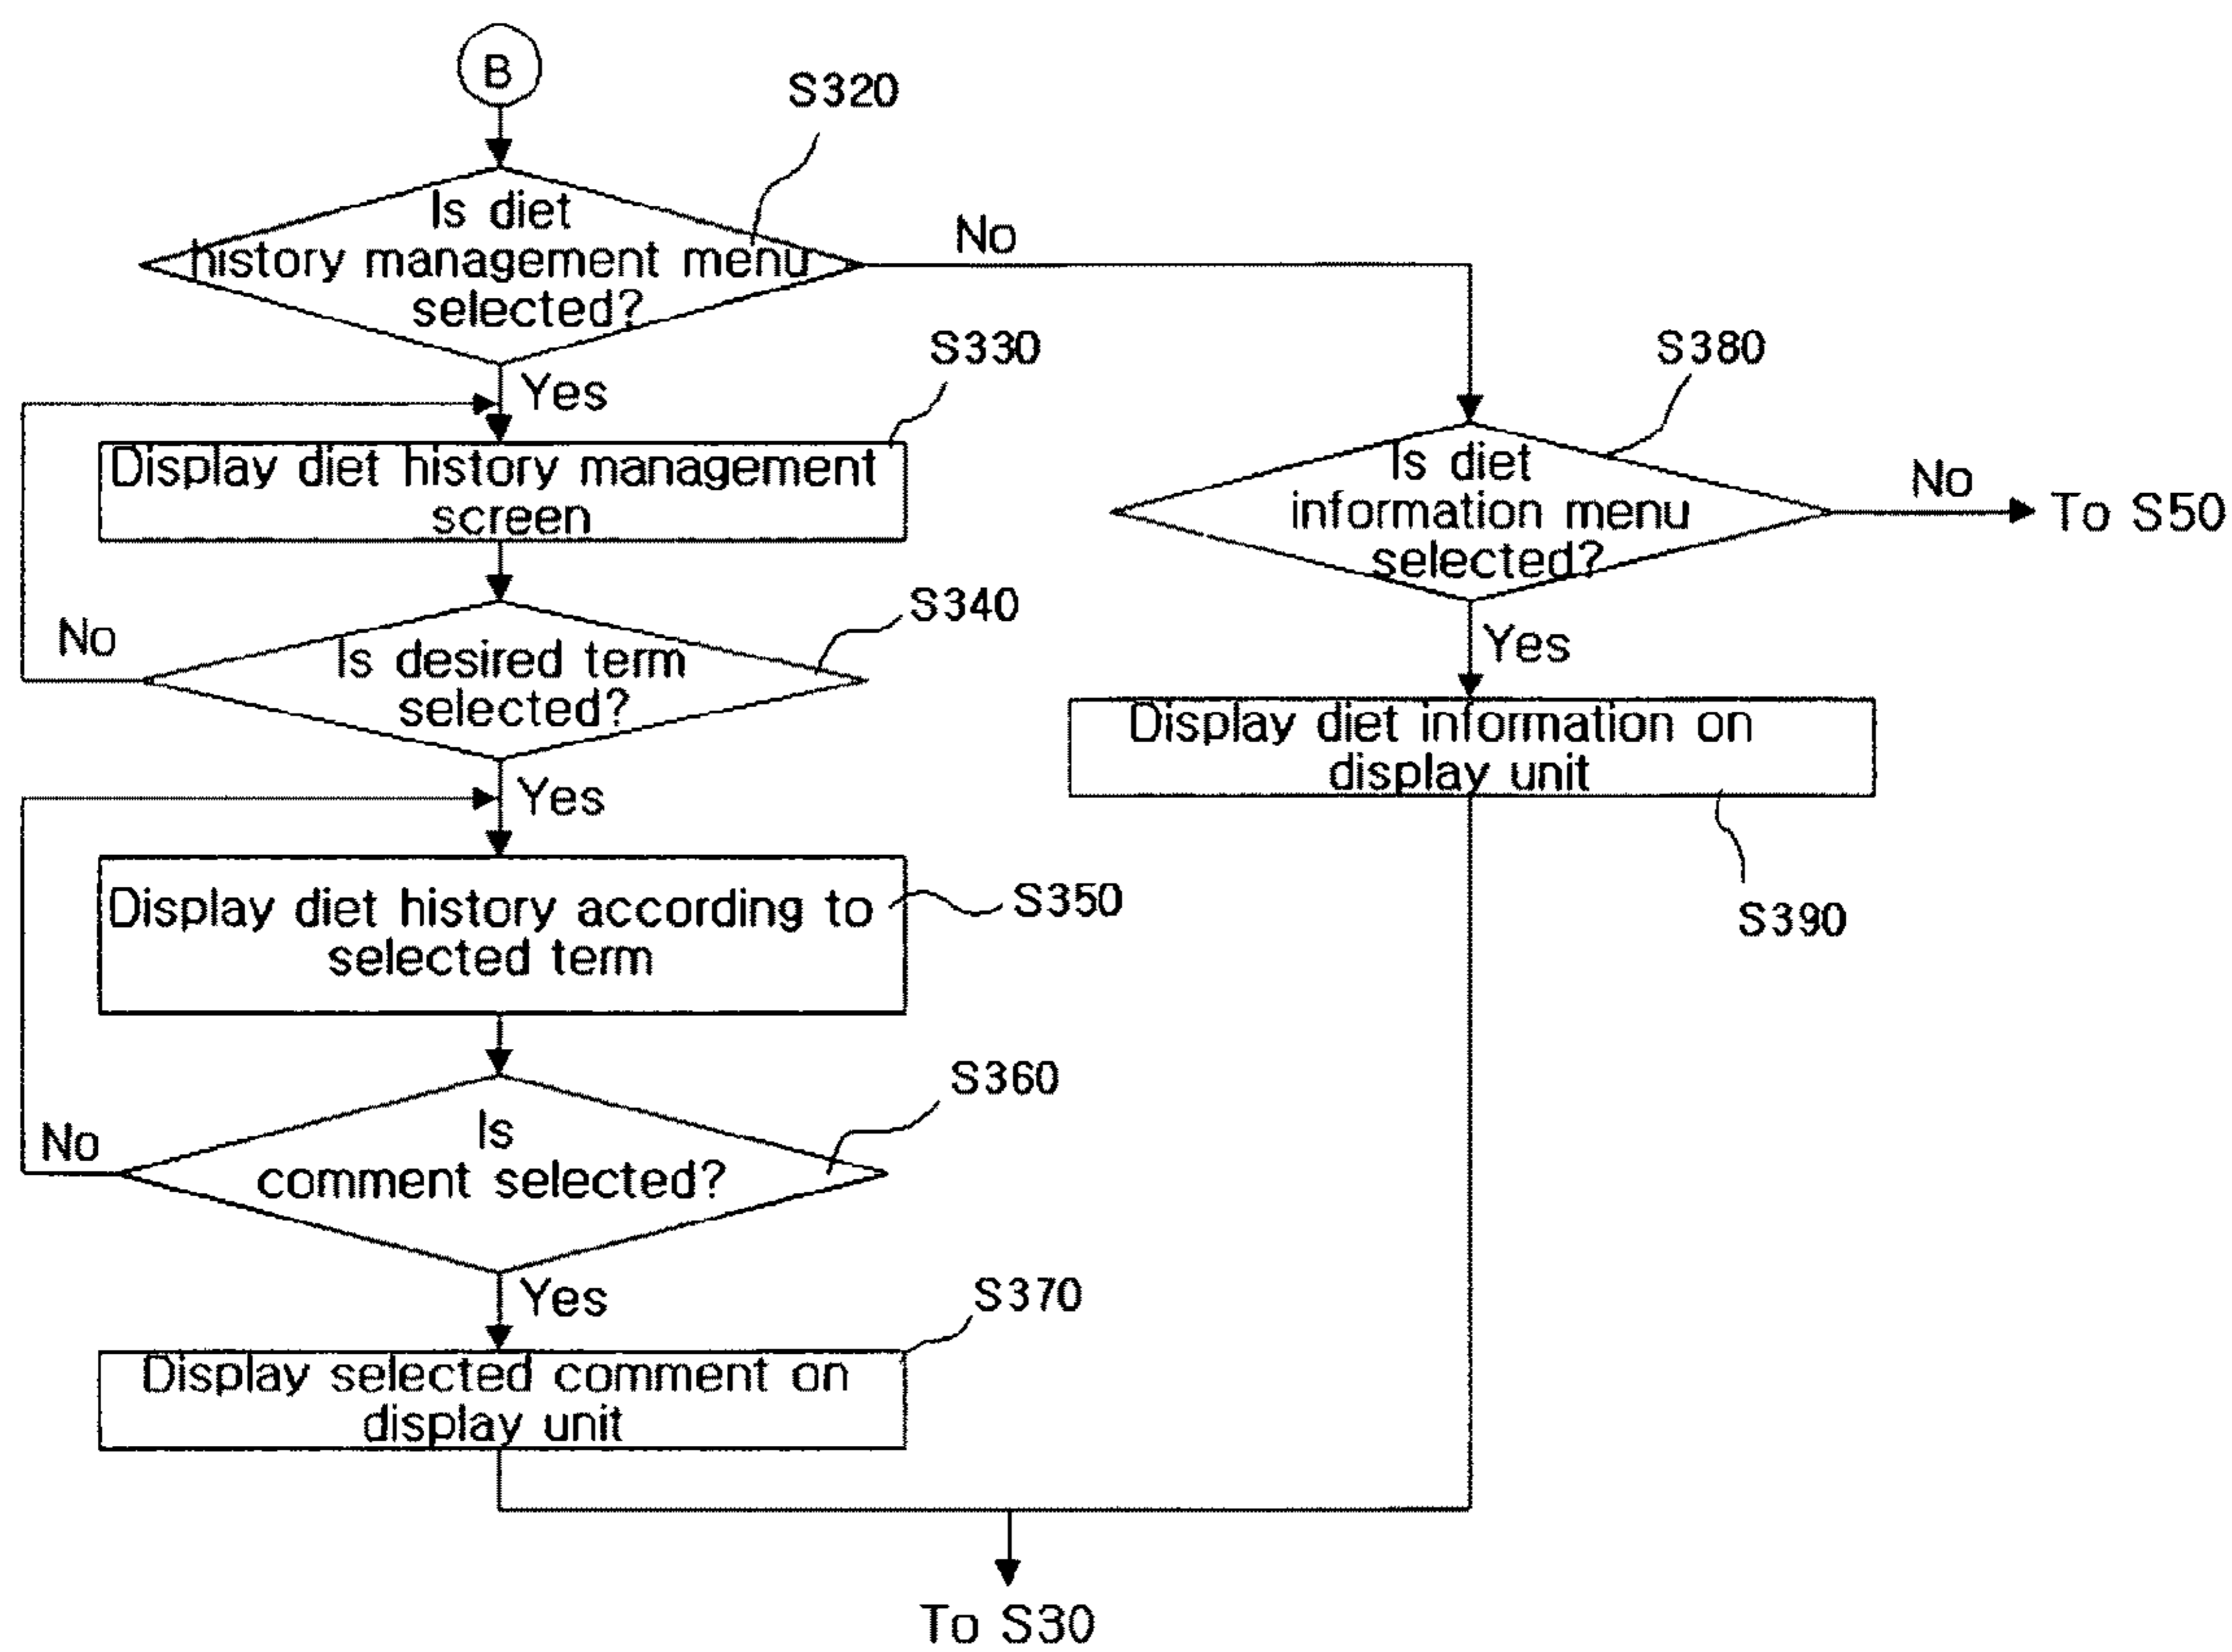 B
S320
Is diet
history management menu
selected?
No
Yes
S330
Display diet history management
screen
S340
Is desired term
selected?
No
Yes
S350
Display diet history according to
selected term
S360
Is
comment selected?
No
Yes
S370
Display selected comment on
display unit
S380
Is diet
information menu
selected?
No
To S50
Yes
Display diet information on
display unit
S390
To S30